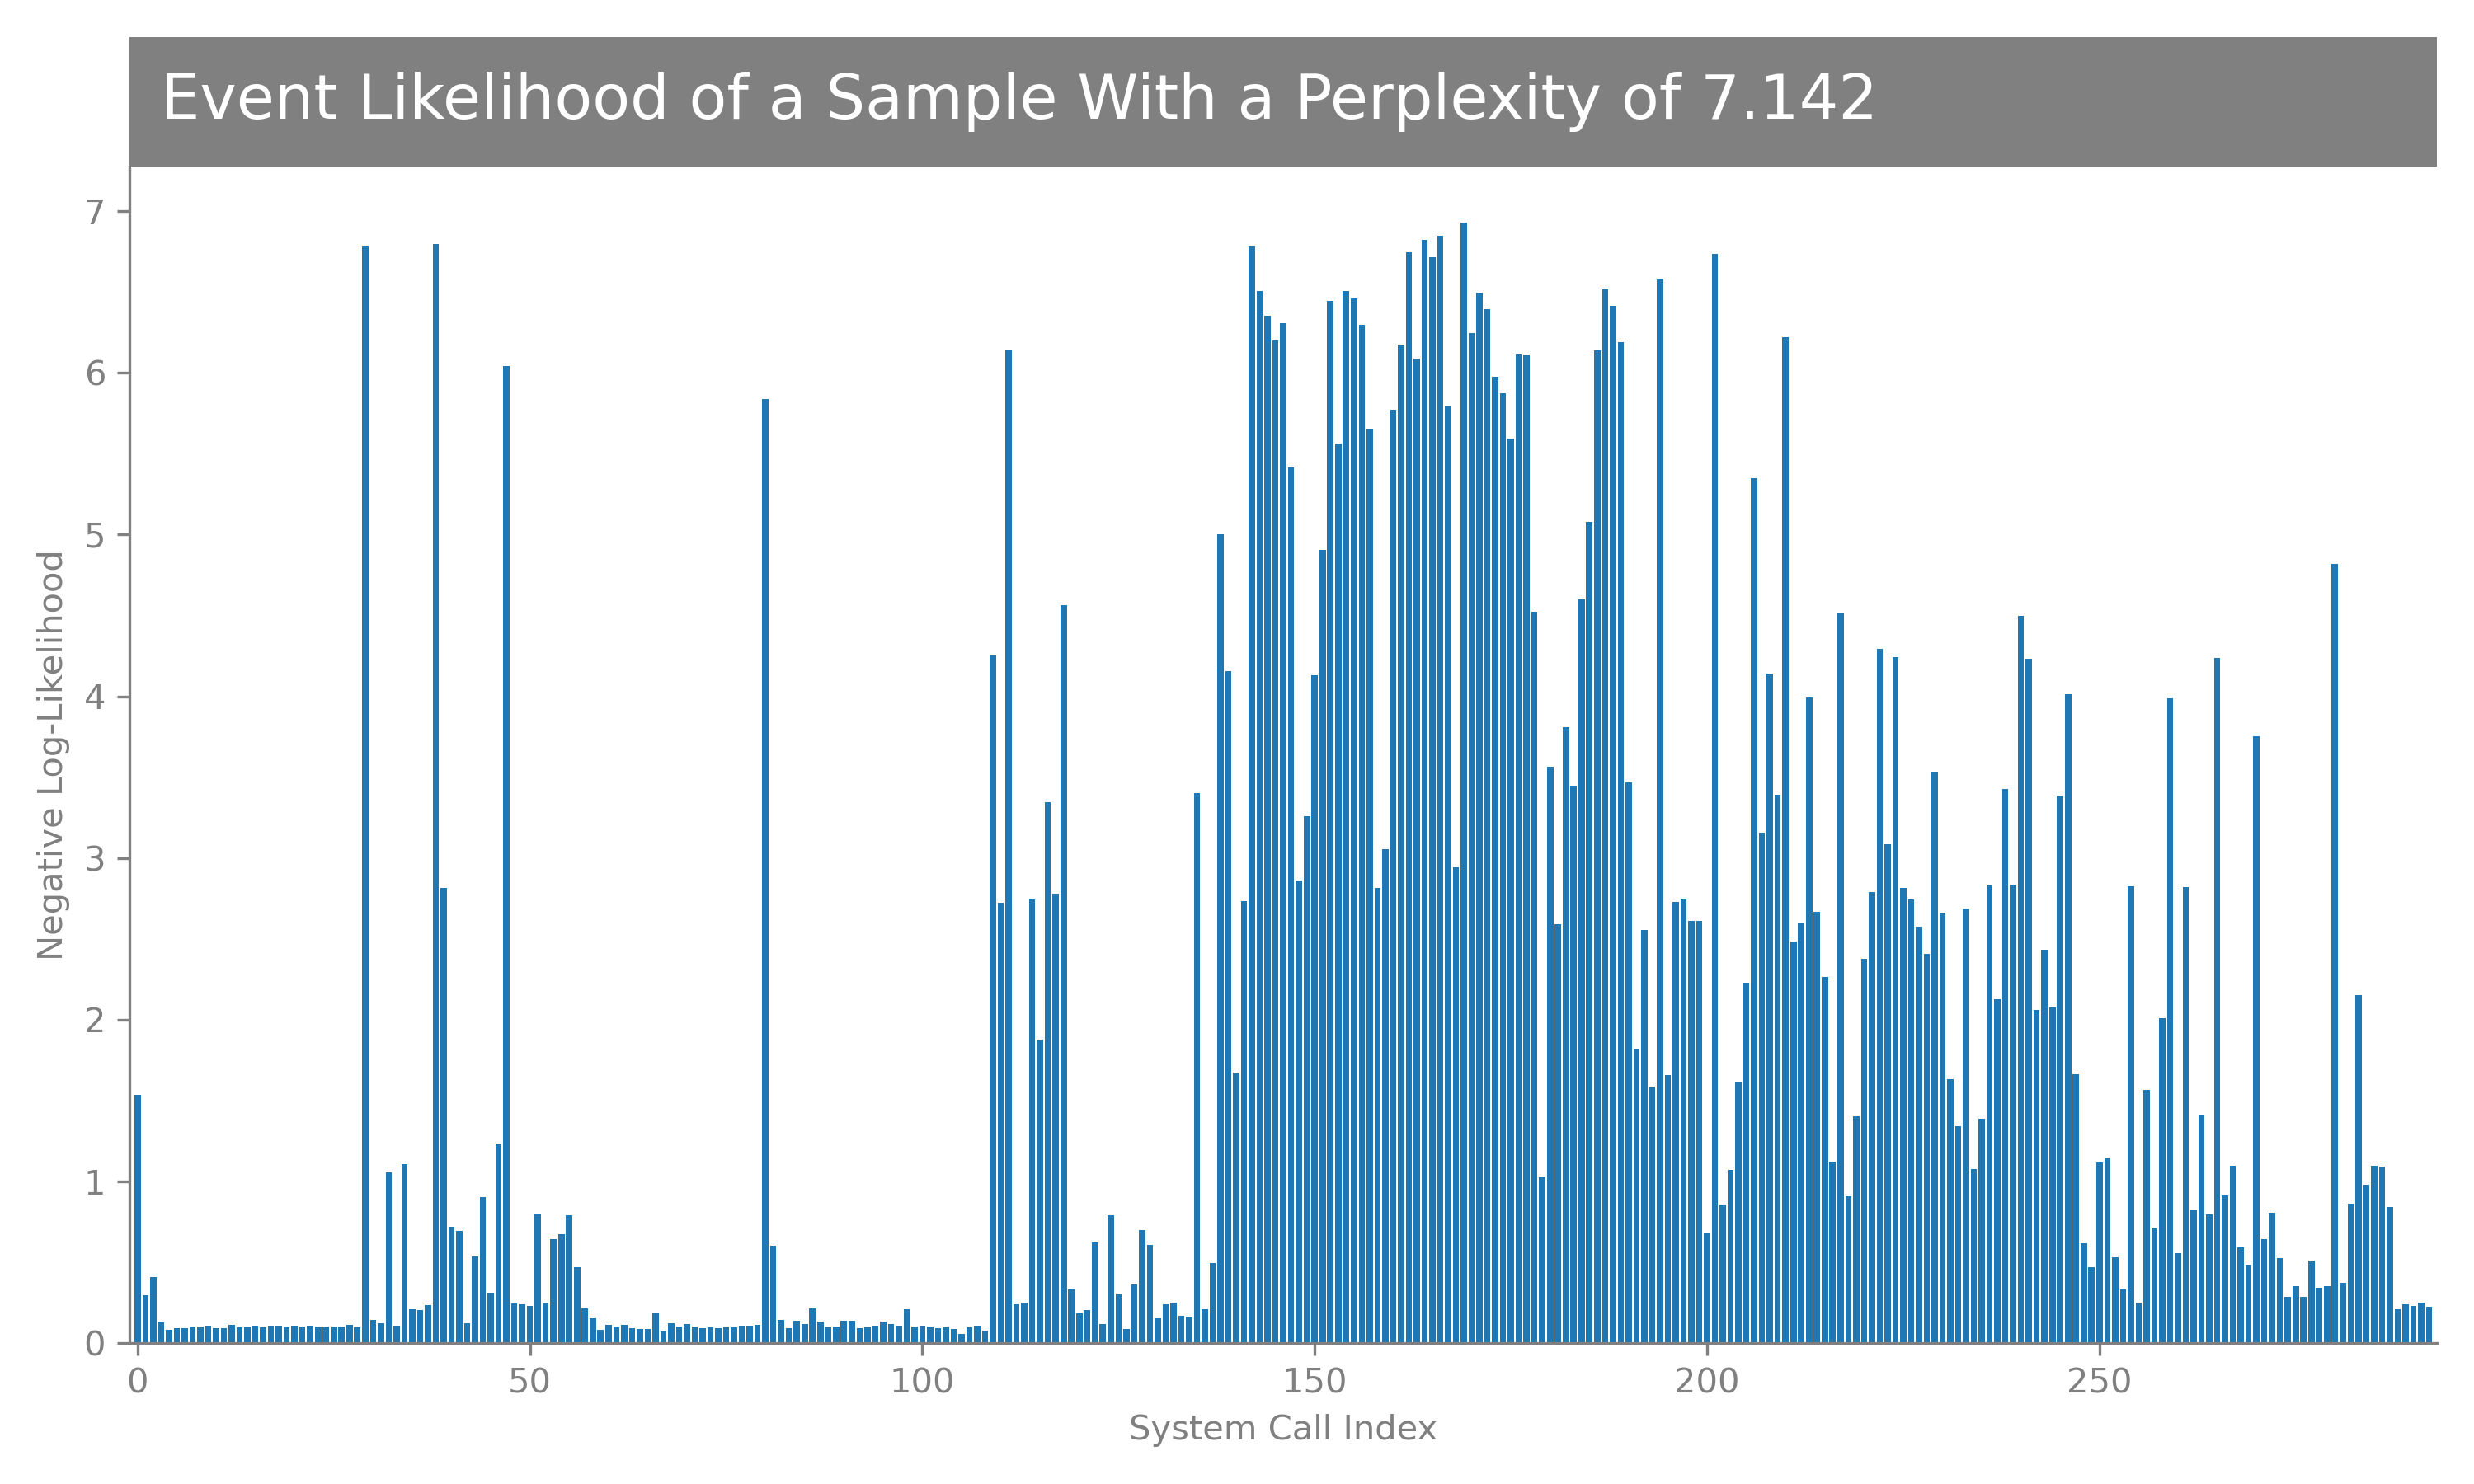 Event Likelihood of a Sample With a Perplexity of 7.142
7
6
5
4
3
2
1
0
Negative Log-Likelihood
0 50 100 150 200 250
System Call Index